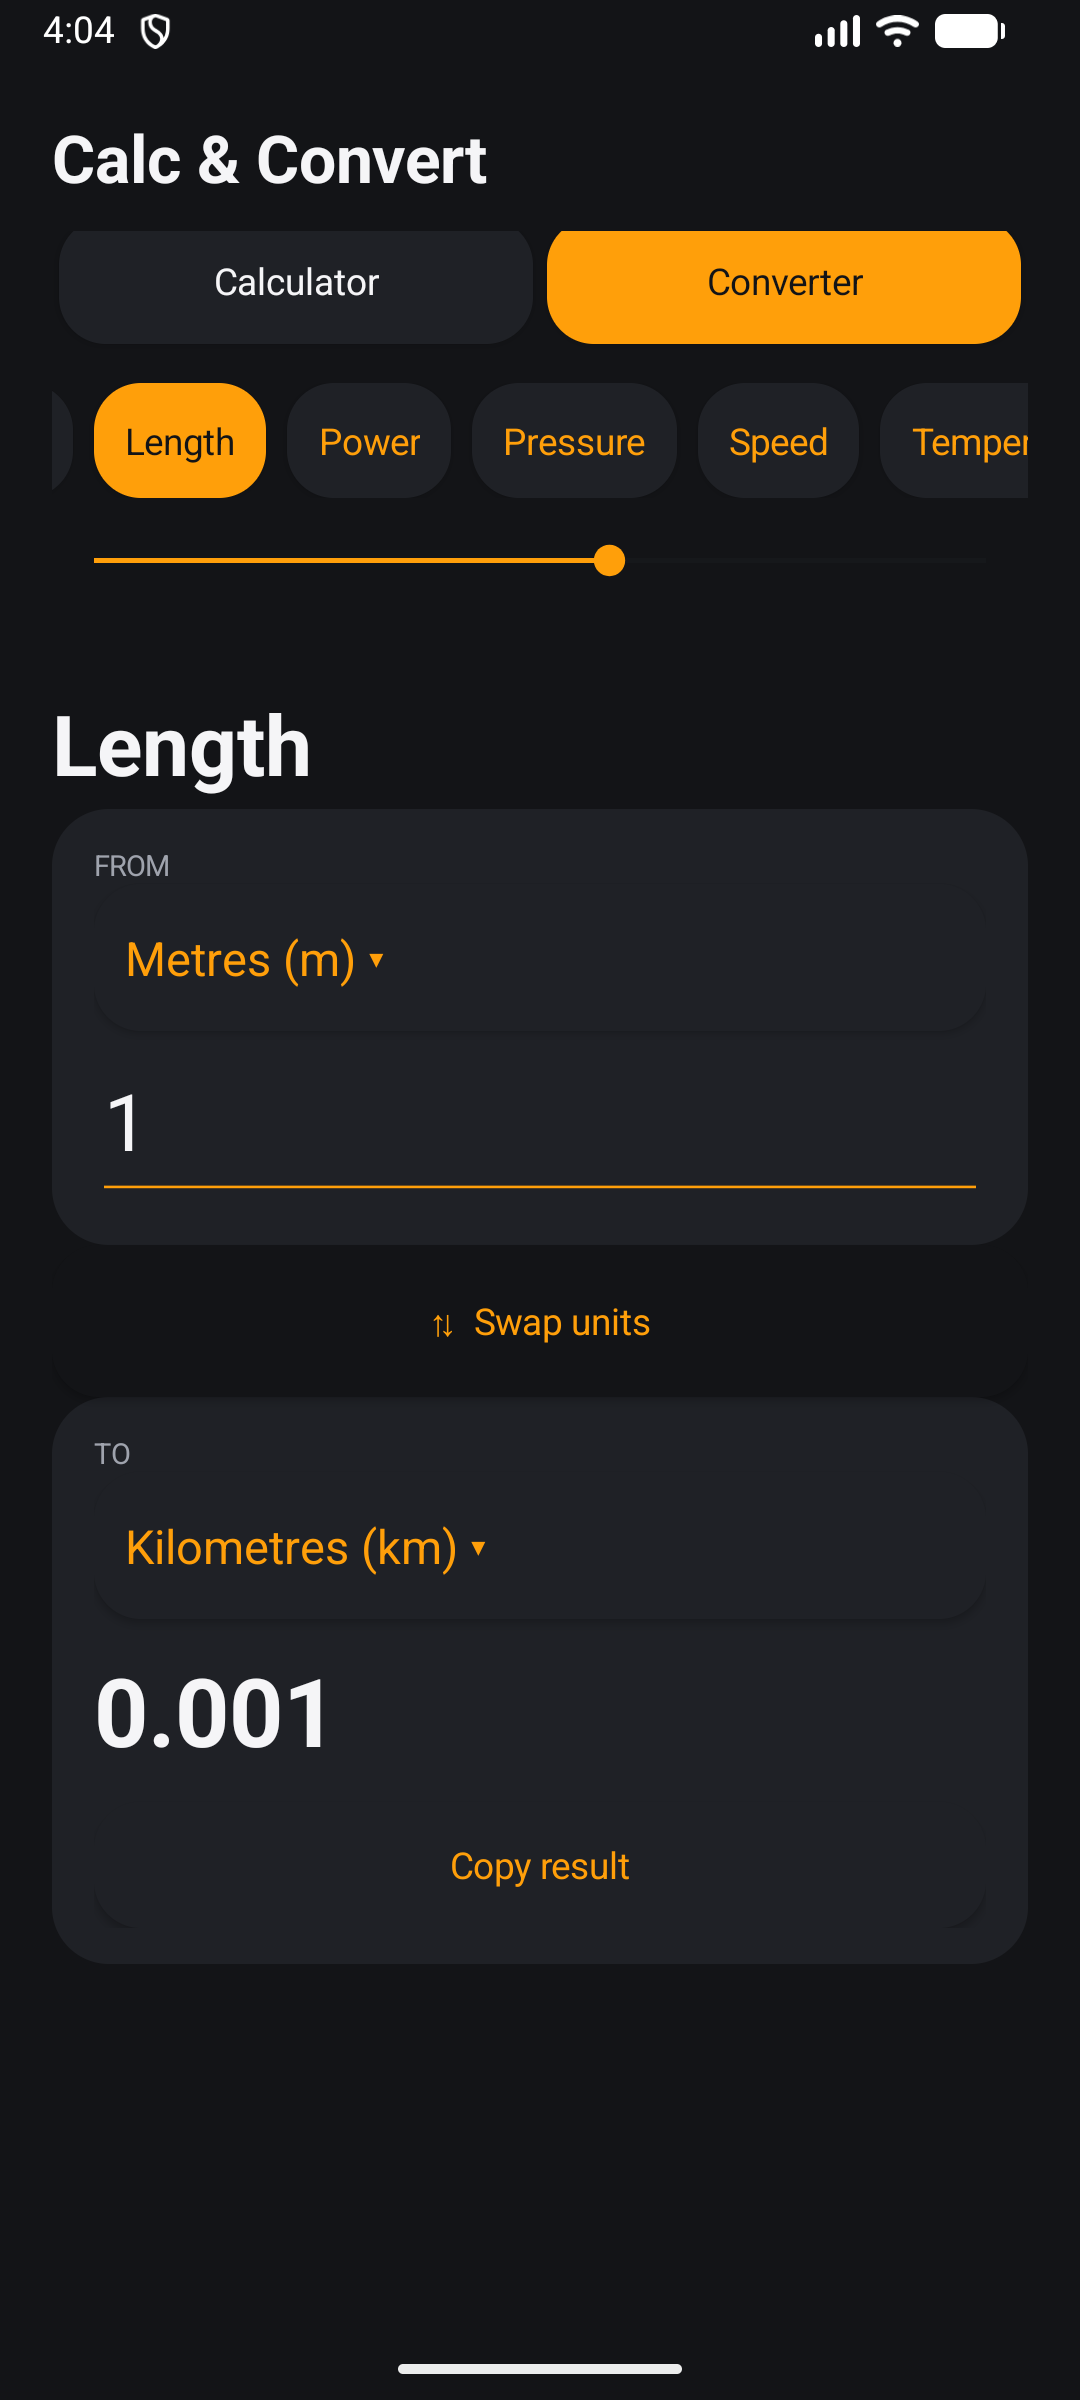 4:04
Calc & Convert
Calculator
Converter
Length
Power
Pressure
Speed
Temper
Length
FROM
Metres (m) ▾
1
↑↓ Swap units
TO
Kilometres (km) ▾
0.001
Copy result